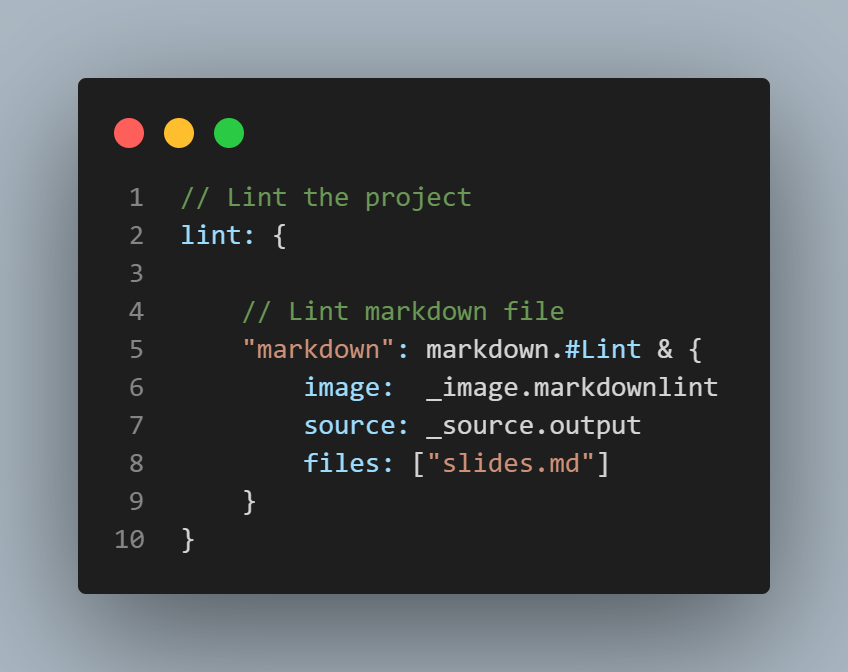 1 // Lint the project
2 lint: {
3
4     // Lint markdown file
5     "markdown": markdown.#Lint & {
6         image:  _image.markdownlint
7         source: _source.output
8         files: ["slides.md"]
9     }
10 }